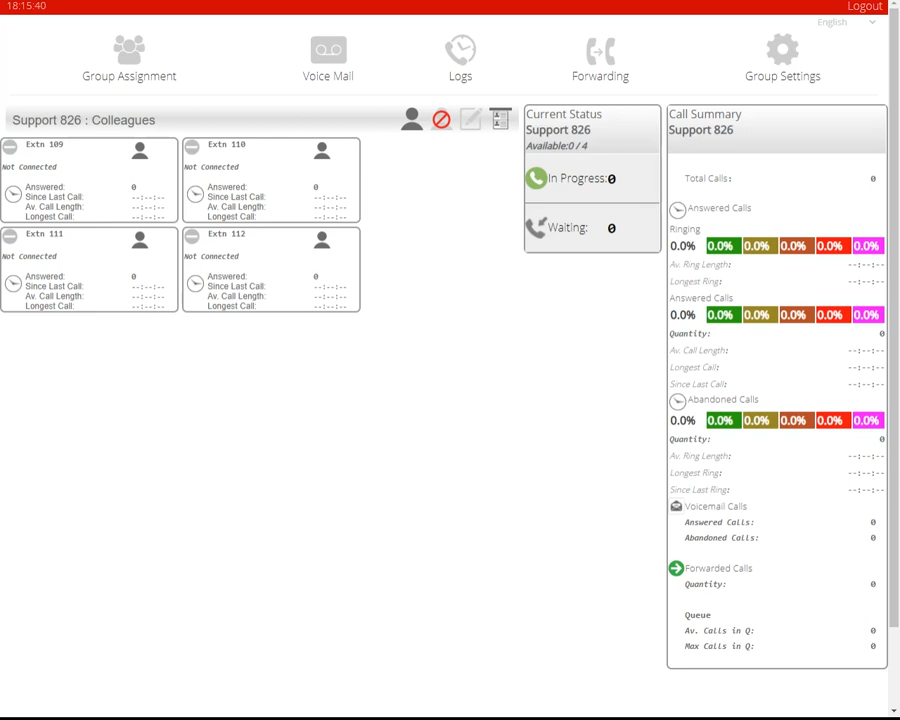 18:15:40
Logout
English
Group Assignment
Voice Mail
Logs
Forwarding
Group Settings
Support 826 : Colleagues
Extn 109
Not Connected
Answered: 0
Since Last Call: --:--:--
Av. Call Length: --:--:--
Longest Call: --:--:--
Extn 110
Not Connected
Answered: 0
Since Last Call: --:--:--
Av. Call Length: --:--:--
Longest Call: --:--:--
Extn 111
Not Connected
Answered: 0
Since Last Call: --:--:--
Av. Call Length: --:--:--
Longest Call: --:--:--
Extn 112
Not Connected
Answered: 0
Since Last Call: --:--:--
Av. Call Length: --:--:--
Longest Call: --:--:--
Current Status
Support 826
Available:0 / 4
In Progress:0
Waiting: 0
Call Summary
Support 826
Total Calls: 0
Answered Calls
Ringing
0.0% 0.0% 0.0% 0.0% 0.0% 0.0%
Av. Ring Length: --:--:--
Longest Ring: --:--:--
Answered Calls
0.0% 0.0% 0.0% 0.0% 0.0% 0.0%
Quantity: 0
Av. Call Length: --:--:--
Longest Call: --:--:--
Since Last Call: --:--:--
Abandoned Calls
0.0% 0.0% 0.0% 0.0% 0.0% 0.0%
Quantity: 0
Av. Ring Length: --:--:--
Longest Ring: --:--:--
Since Last Ring: --:--:--
Voicemail Calls
Answered Calls: 0
Abandoned Calls: 0
Forwarded Calls
Quantity: 0
Queue
Av. Calls in Q: 0
Max Calls in Q: 0